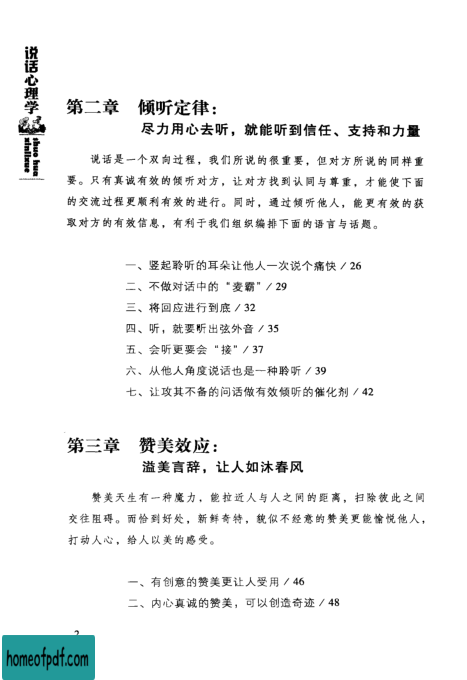 说话心理学
shuo hua
xinlixue
第二章 倾听定律：
尽力用心去听，就能听到信任、支持和力量
说话是一个双向过程，我们所说的很重要，但对方所说的同样重
要。只有真诚有效的倾听对方，让对方找到认同与尊重，才能使下面
的交流过程更顺利有效的进行。同时，通过倾听他人，能更有效的获
取对方的有效信息，有利于我们组织编排下面的语言与话题。
一、竖起聆听的耳朵让他人一次说个痛快 / 26
二、不做对话中的“麦霸” / 29
三、将回应进行到底 / 32
四、听，就要听出弦外音 / 35
五、会听更要会“接” / 37
六、从他人角度说话也是一种聆听 / 39
七、让攻其不备的问话做有效倾听的催化剂 / 42
第三章 赞美效应：
溢美言辞，让人如沐春风
赞美天生有一种魔力，能拉近人与人之间的距离，扫除彼此之间
交往阻碍。而恰到好处，新鲜奇特，貌似不经意的赞美更能愉悦他人，
打动人心，给人以美的感受。
一、有创意的赞美更让人受用 / 46
二、内心真诚的赞美，可以创造奇迹 / 48
2
homeofpdf.com